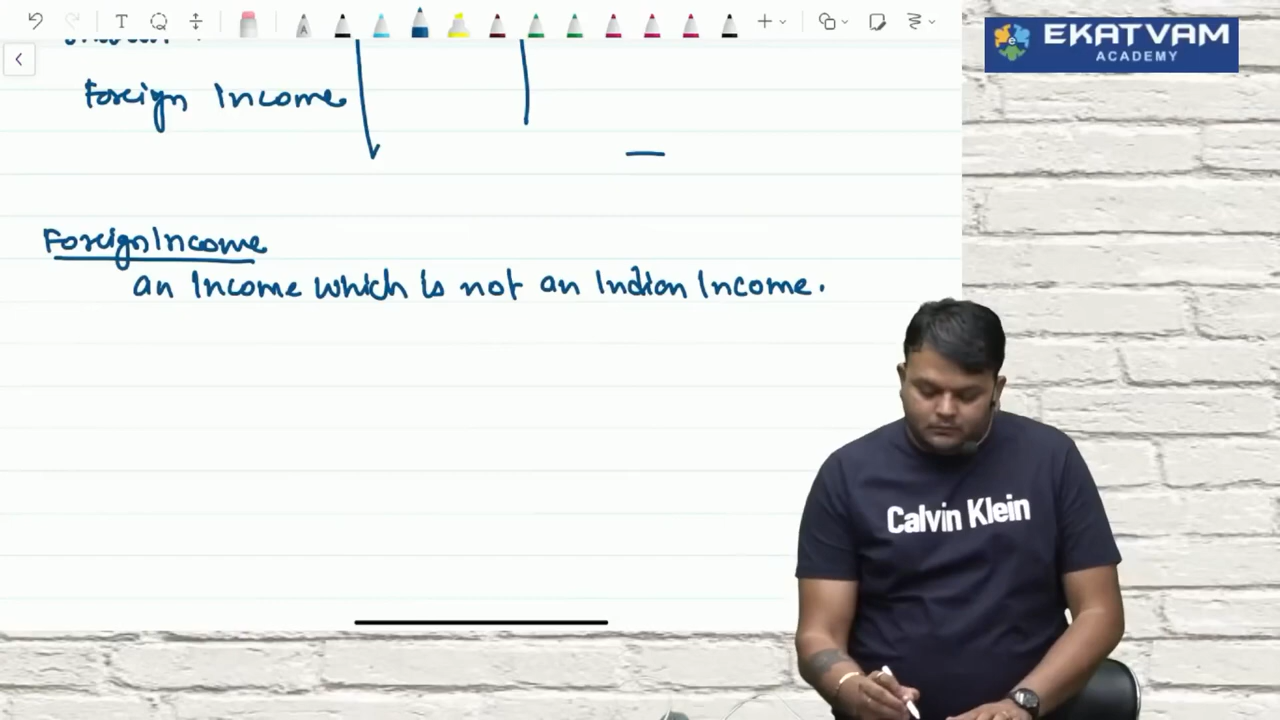 EKATVAM
ACADEMY
Foreign Income
Foreign Income
an Income which is not an Indian Income.
Calvin Klein